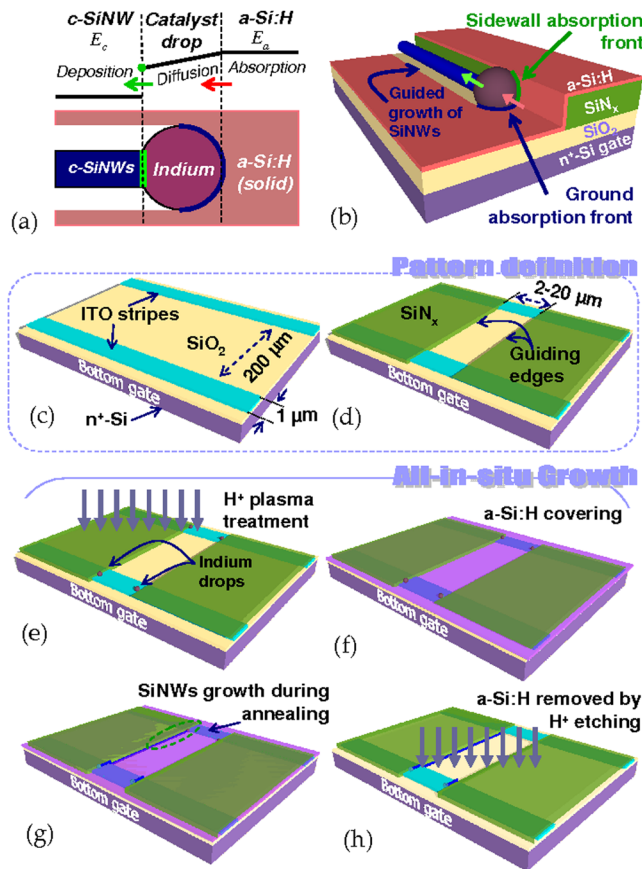 c-SiNW Catalyst a-Si:H
Ec drop Ea
Deposition Diffusion Absorption
c-SiNWs Indium a-Si:H
(solid)
(a)
Sidewall absorption
front
a-Si:H
SiNx
SiO2
n+-Si gate
Guided
growth of
SiNWs
Ground
absorption front
(b)
Pattern definition
ITO stripes
SiO2
200 µm
Bottom gate
1 µm
n+-Si
(c)
2-20 µm
SiNx
Guiding
edges
Bottom gate
(d)
All-in-situ Growth
H+ plasma
treatment
Indium
drops
Bottom gate
(e)
a-Si:H covering
Bottom gate
(f)
SiNWs growth during
annealing
Bottom gate
(g)
a-Si:H removed by
H+ etching
Bottom gate
(h)